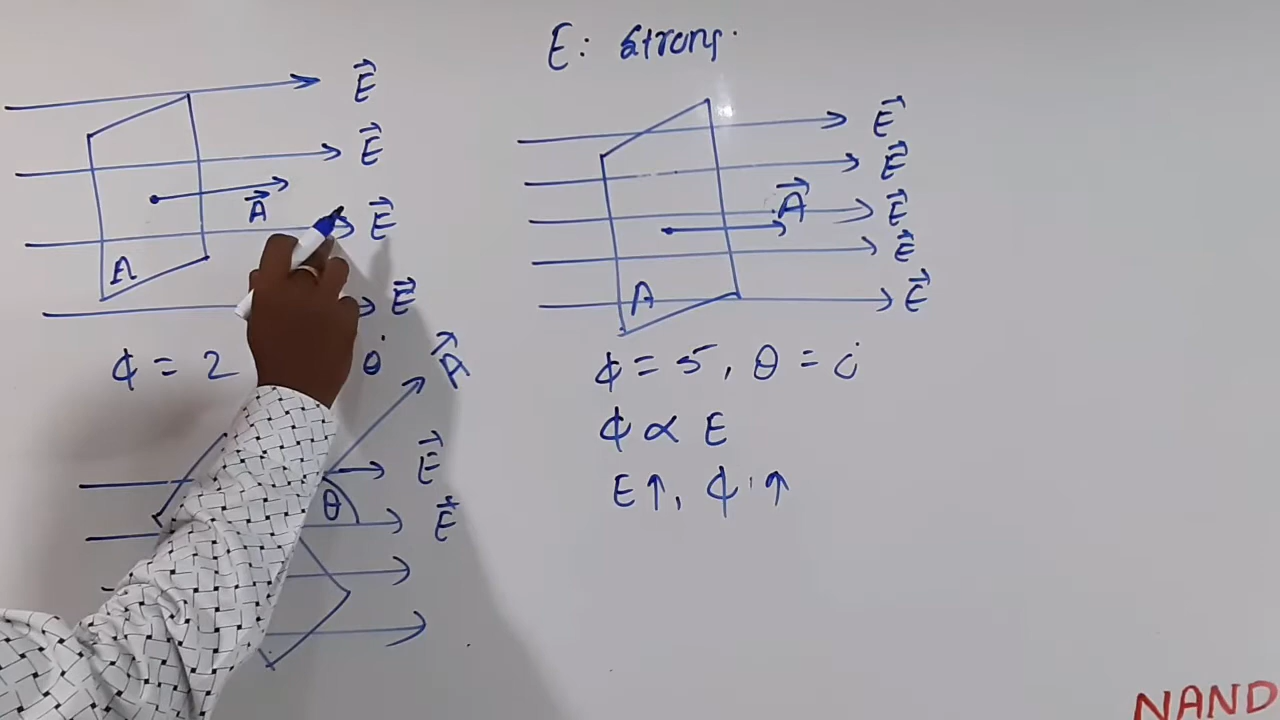 E: Strong.
E⃗
E⃗
A⃗
E⃗
A
E⃗
ϕ = 2 θ
A⃗
E⃗
θ
E⃗
E⃗
E⃗
A⃗
E⃗
E⃗
E⃗
A
ϕ = 5, θ = 0
ϕ ∝ E
E↑, ϕ ↑
NAND